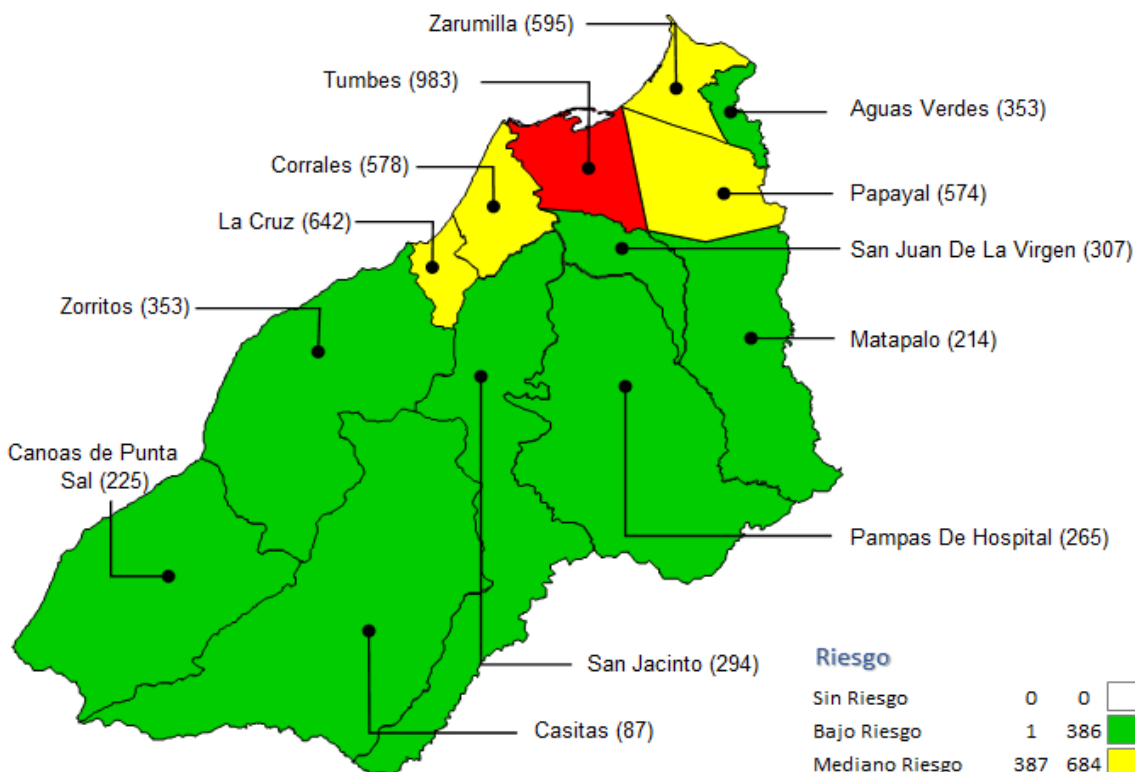 Zarumilla (595)
Tumbes (983)
Aguas Verdes (353)
Corrales (578)
Papayal (574)
La Cruz (642)
San Juan De La Virgen (307)
Zorritos (353)
Matapalo (214)
Canoas de Punta
Sal (225)
Pampas De Hospital (265)
San Jacinto (294)
Casitas (87)
Riesgo
Sin Riesgo 0 0
Bajo Riesgo 1 386
Mediano Riesgo 387 684